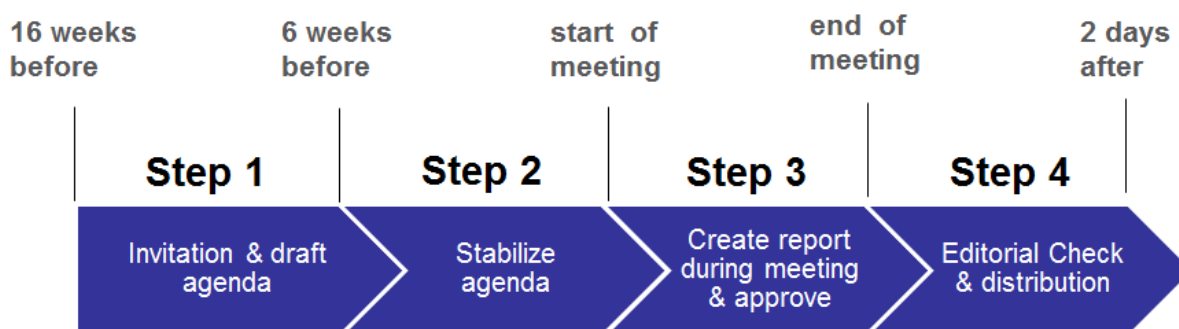 16 weeks
before
6 weeks
before
start of
meeting
end of
meeting
2 days
after
Step 1
Step 2
Step 3
Step 4
Invitation & draft
agenda
Stabilize
agenda
Create report
during meeting
& approve
Editorial Check
& distribution